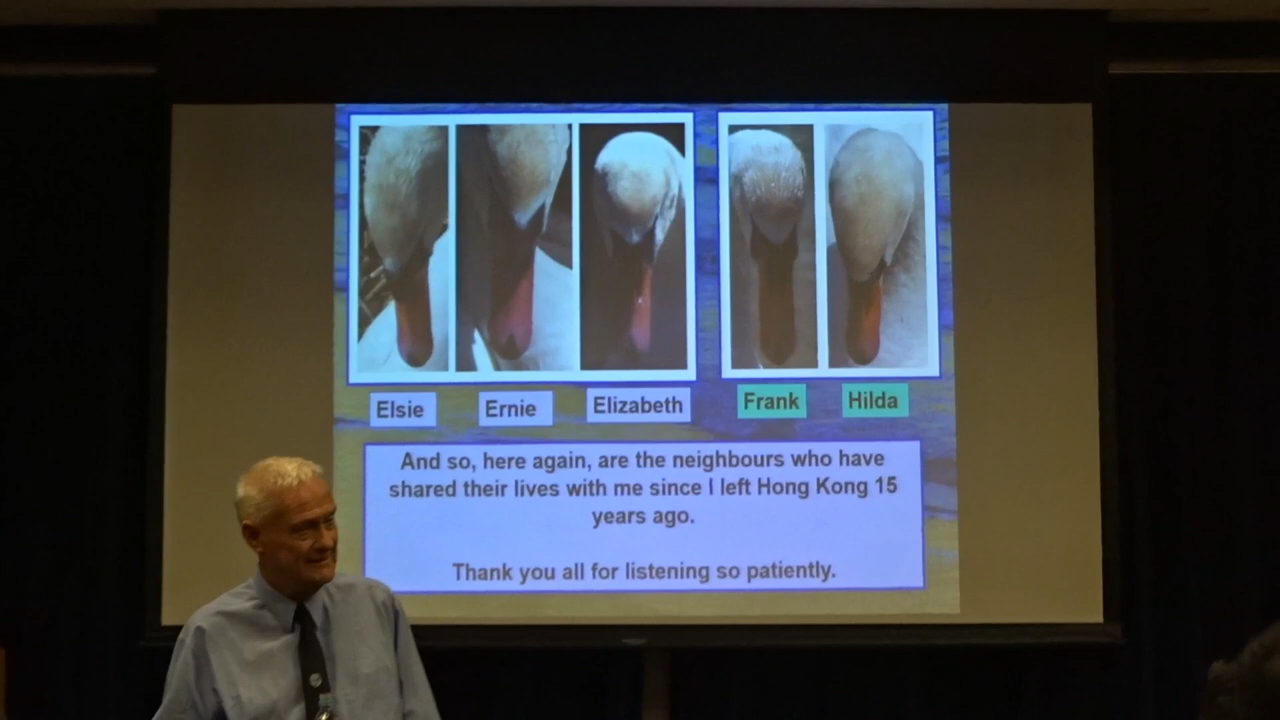 Elsie
Ernie
Elizabeth
Frank
Hilda
And so, here again, are the neighbours who have
shared their lives with me since I left Hong Kong 15
years ago.
Thank you all for listening so patiently.